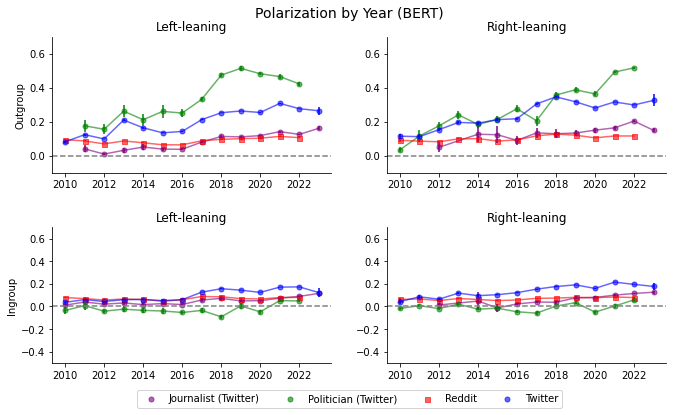 Polarization by Year (BERT)
Left-leaning
Right-leaning
Outgroup
0.6
0.4
0.2
0.0
2010 2012 2014 2016 2018 2020 2022
0.6
0.4
0.2
0.0
2010 2012 2014 2016 2018 2020 2022
Left-leaning
Right-leaning
Ingroup
0.6
0.4
0.2
0.0
−0.2
−0.4
2010 2012 2014 2016 2018 2020 2022
0.6
0.4
0.2
0.0
−0.2
−0.4
2010 2012 2014 2016 2018 2020 2022
Journalist (Twitter) Politician (Twitter) Reddit Twitter